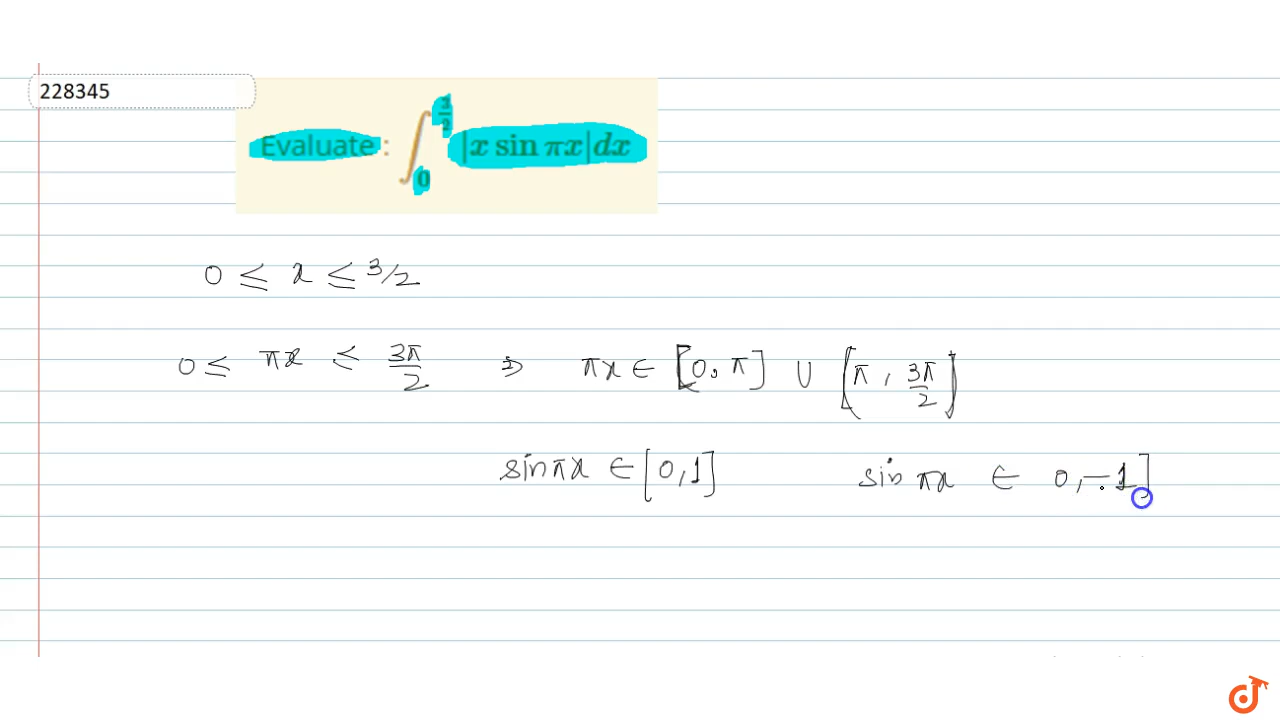 228345
Evaluate : ∫₀^{3/2} |x sin πx| dx
0 ≤ x ≤ 3/2
0 ≤ πx ≤ 3π/2 ⇒ πx ∈ [0, π] ∪ (π, 3π/2)
sin πx ∈ [0, 1] sin πx ∈ 0, -1]